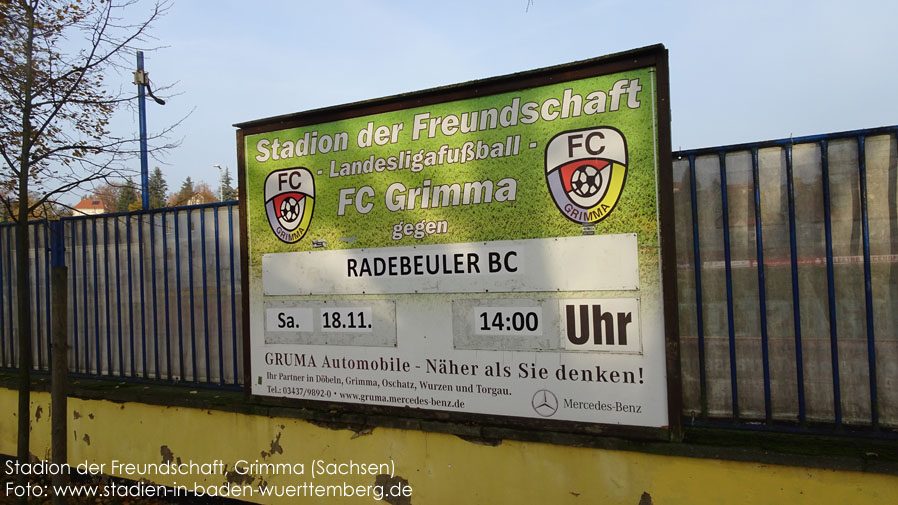 Stadion der Freundschaft
- Landesligafußball -
FC Grimma
gegen
FC
GRIMMA
FC
GRIMMA
RADEBEULER BC
Sa. 18.11. 14:00 Uhr
GRUMA Automobile - Näher als Sie denken!
Ihr Partner in Döbeln, Grimma, Oschatz, Wurzen und Torgau.
Tel.: 03437/9892-0 • www.gruma.mercedes-benz.de
Mercedes-Benz
Stadion der Freundschaft, Grimma (Sachsen)
Foto: www.stadien-in-baden-wuerttemberg.de